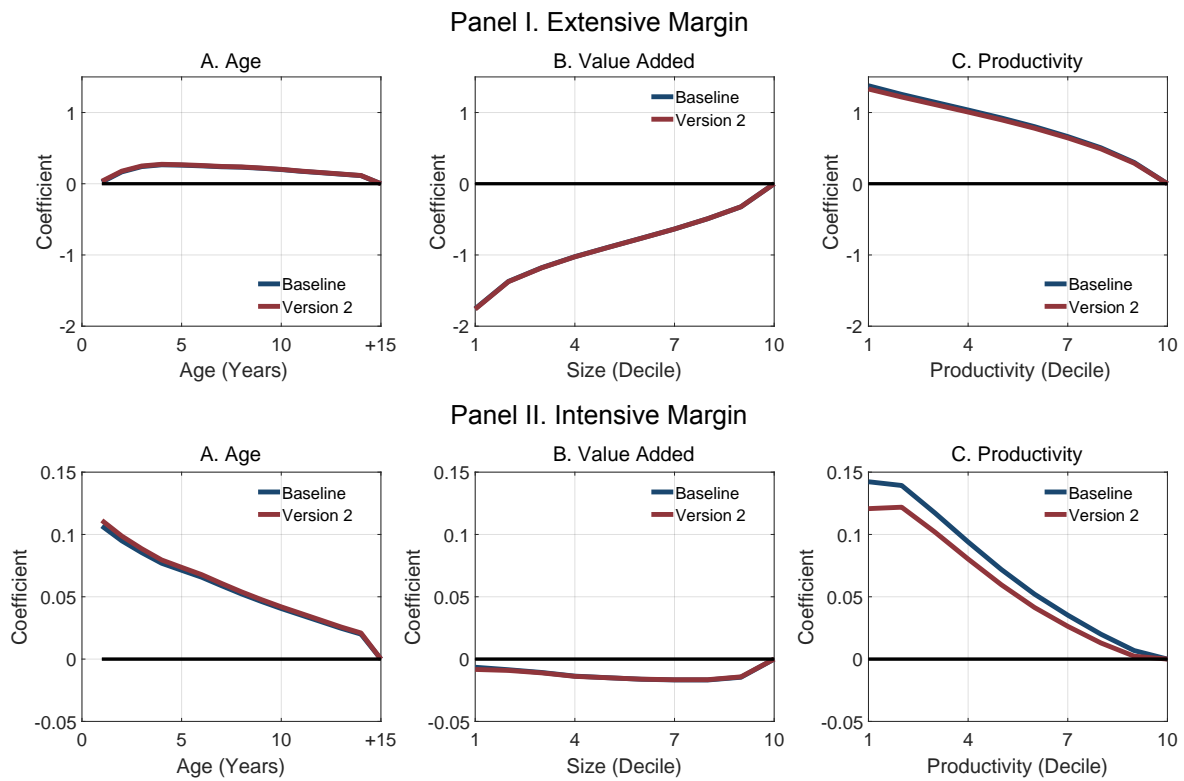 Panel I. Extensive Margin
A. Age
Coefficient
1
0
-1
-2
Baseline
Version 2
0 5 10 +15
Age (Years)
B. Value Added
Coefficient
1
0
-1
-2
Baseline
Version 2
1 4 7 10
Size (Decile)
C. Productivity
Coefficient
1
0
-1
-2
Baseline
Version 2
1 4 7 10
Productivity (Decile)
Panel II. Intensive Margin
A. Age
Coefficient
0.15
0.1
0.05
0
-0.05
Baseline
Version 2
0 5 10 +15
Age (Years)
B. Value Added
Coefficient
0.15
0.1
0.05
0
-0.05
Baseline
Version 2
1 4 7 10
Size (Decile)
C. Productivity
Coefficient
0.15
0.1
0.05
0
-0.05
Baseline
Version 2
1 4 7 10
Productivity (Decile)